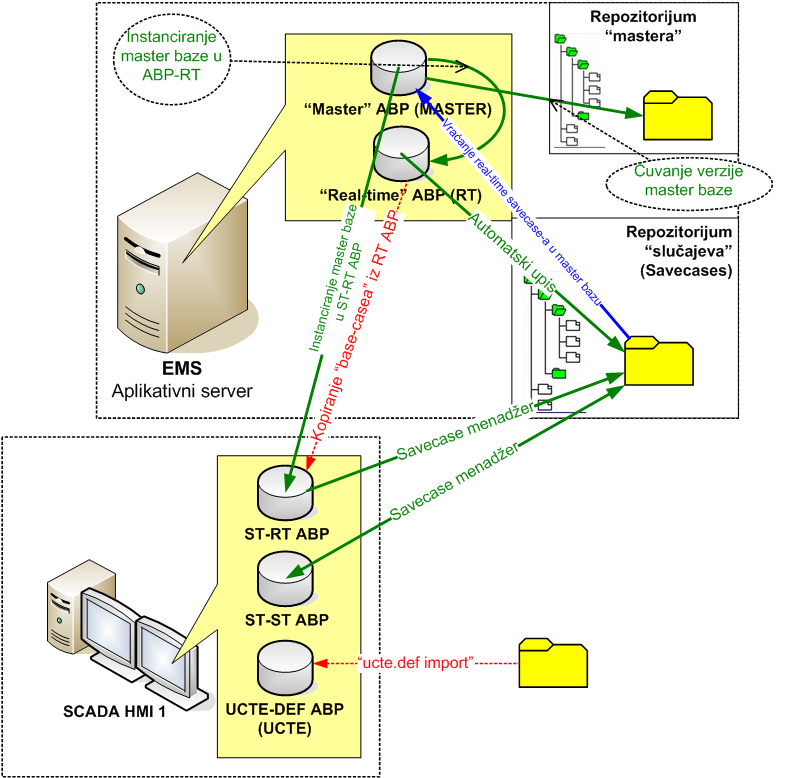 Instanciranje
master baze u
ABP-RT
Repozitorijum
“mastera”
“Master” ABP (MASTER)
“Real-time” ABP (RT)
Čuvanje verzije
master baze
Vraćanje real-time savecase-a u master bazu
Automatski upis
Repozitorijum
“slučajeva”
(Savecases)
Instanciranje master baze
u ST-RT ABP
Kopiranje “base-casea” iz RT ABP
EMS
Aplikativni server
Savecase menadžer
Savecase menadžer
ST-RT ABP
ST-ST ABP
UCTE-DEF ABP
(UCTE)
“ucte.def import”
SCADA HMI 1